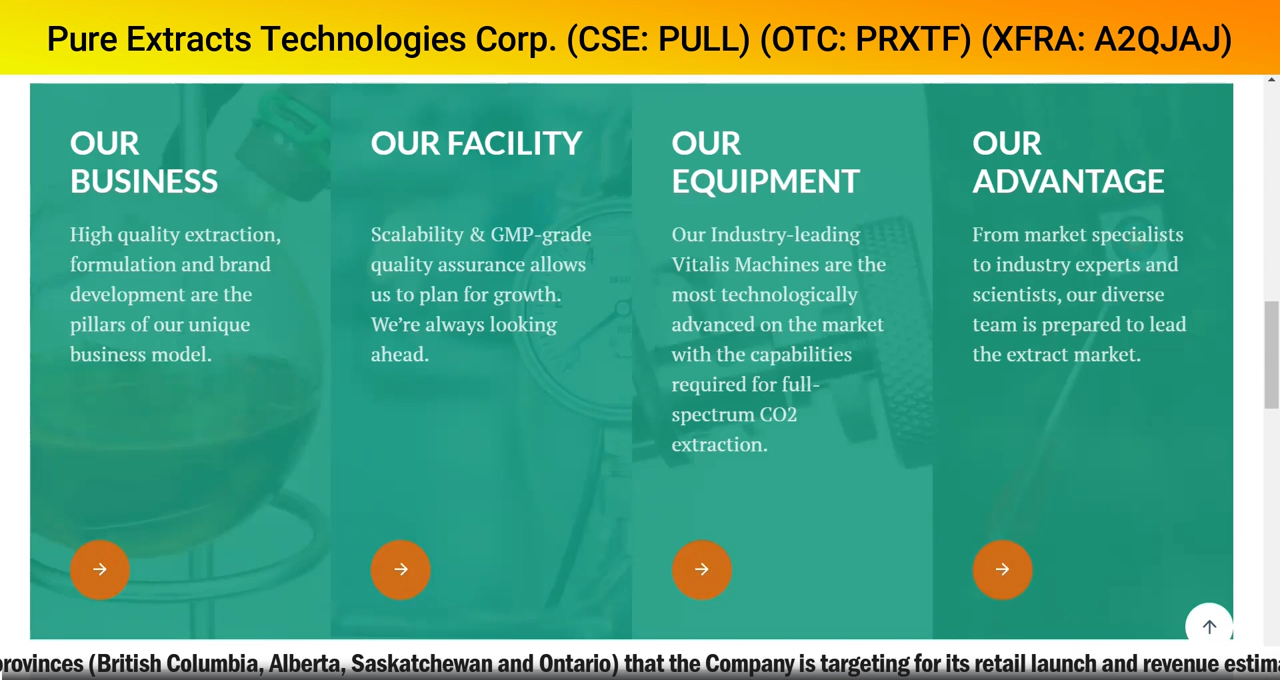 Pure Extracts Technologies Corp. (CSE: PULL) (OTC: PRXTF) (XFRA: A2QJAJ)
OUR
BUSINESS
High quality extraction,
formulation and brand
development are the
pillars of our unique
business model.
OUR FACILITY
Scalability & GMP-grade
quality assurance allows
us to plan for growth.
We’re always looking
ahead.
OUR
EQUIPMENT
Our Industry-leading
Vitalis Machines are the
most technologically
advanced on the market
with the capabilities
required for full-
spectrum CO2
extraction.
OUR
ADVANTAGE
From market specialists
to industry experts and
scientists, our diverse
team is prepared to lead
the extract market.
provinces (British Columbia, Alberta, Saskatchewan and Ontario) that the Company is targeting for its retail launch and revenue estima